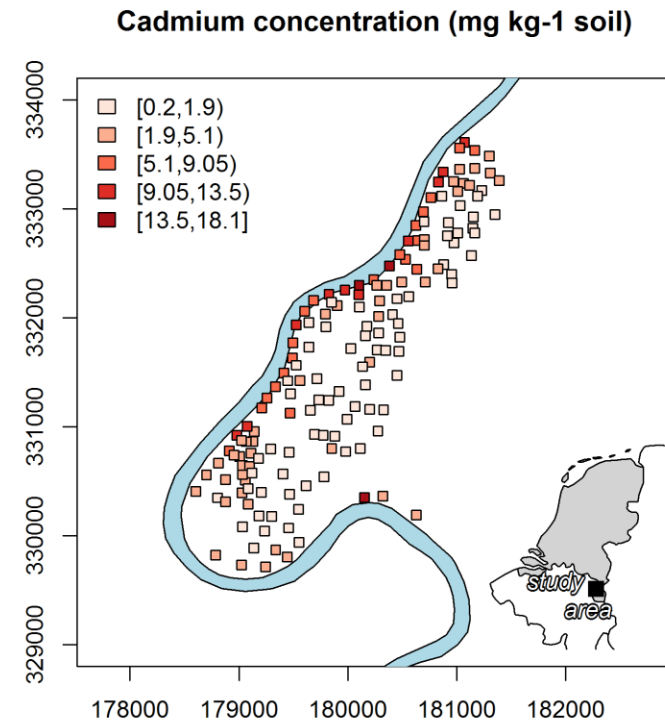 Cadmium concentration (mg kg-1 soil)
334000
333000
332000
331000
330000
329000
[0.2,1.9)
[1.9,5.1)
[5.1,9.05)
[9.05,13.5)
[13.5,18.1]
study
area
178000 179000 180000 181000 182000